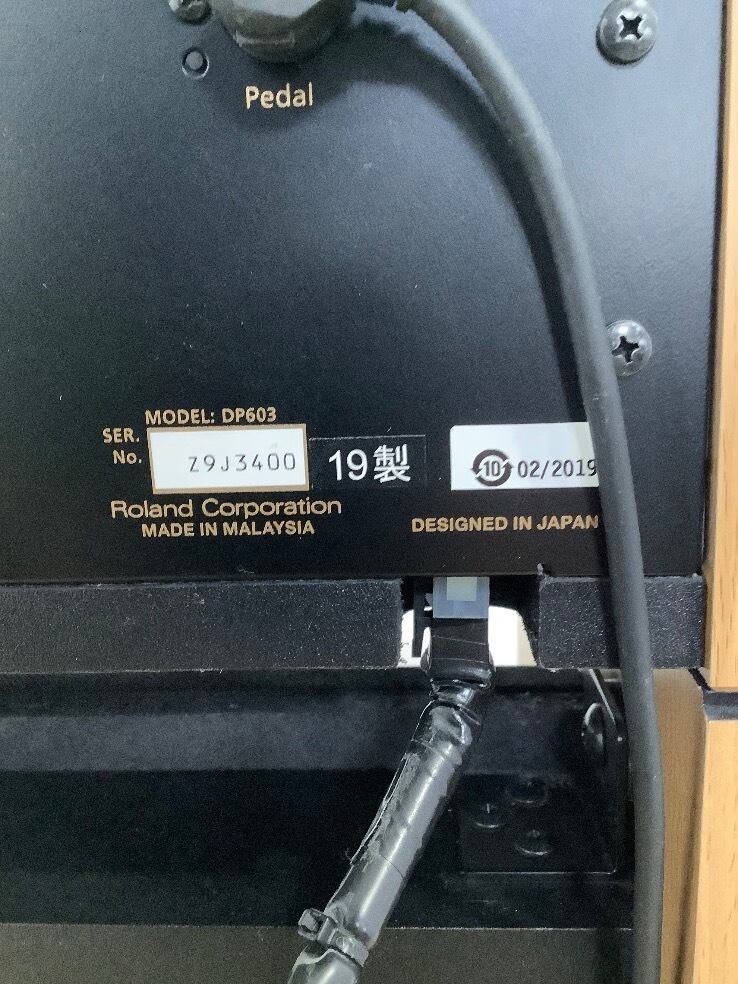 Pedal
MODEL: DP603
SER.
No.
Z9J3400
19製
10 02/2019
Roland Corporation
MADE IN MALAYSIA
DESIGNED IN JAPAN